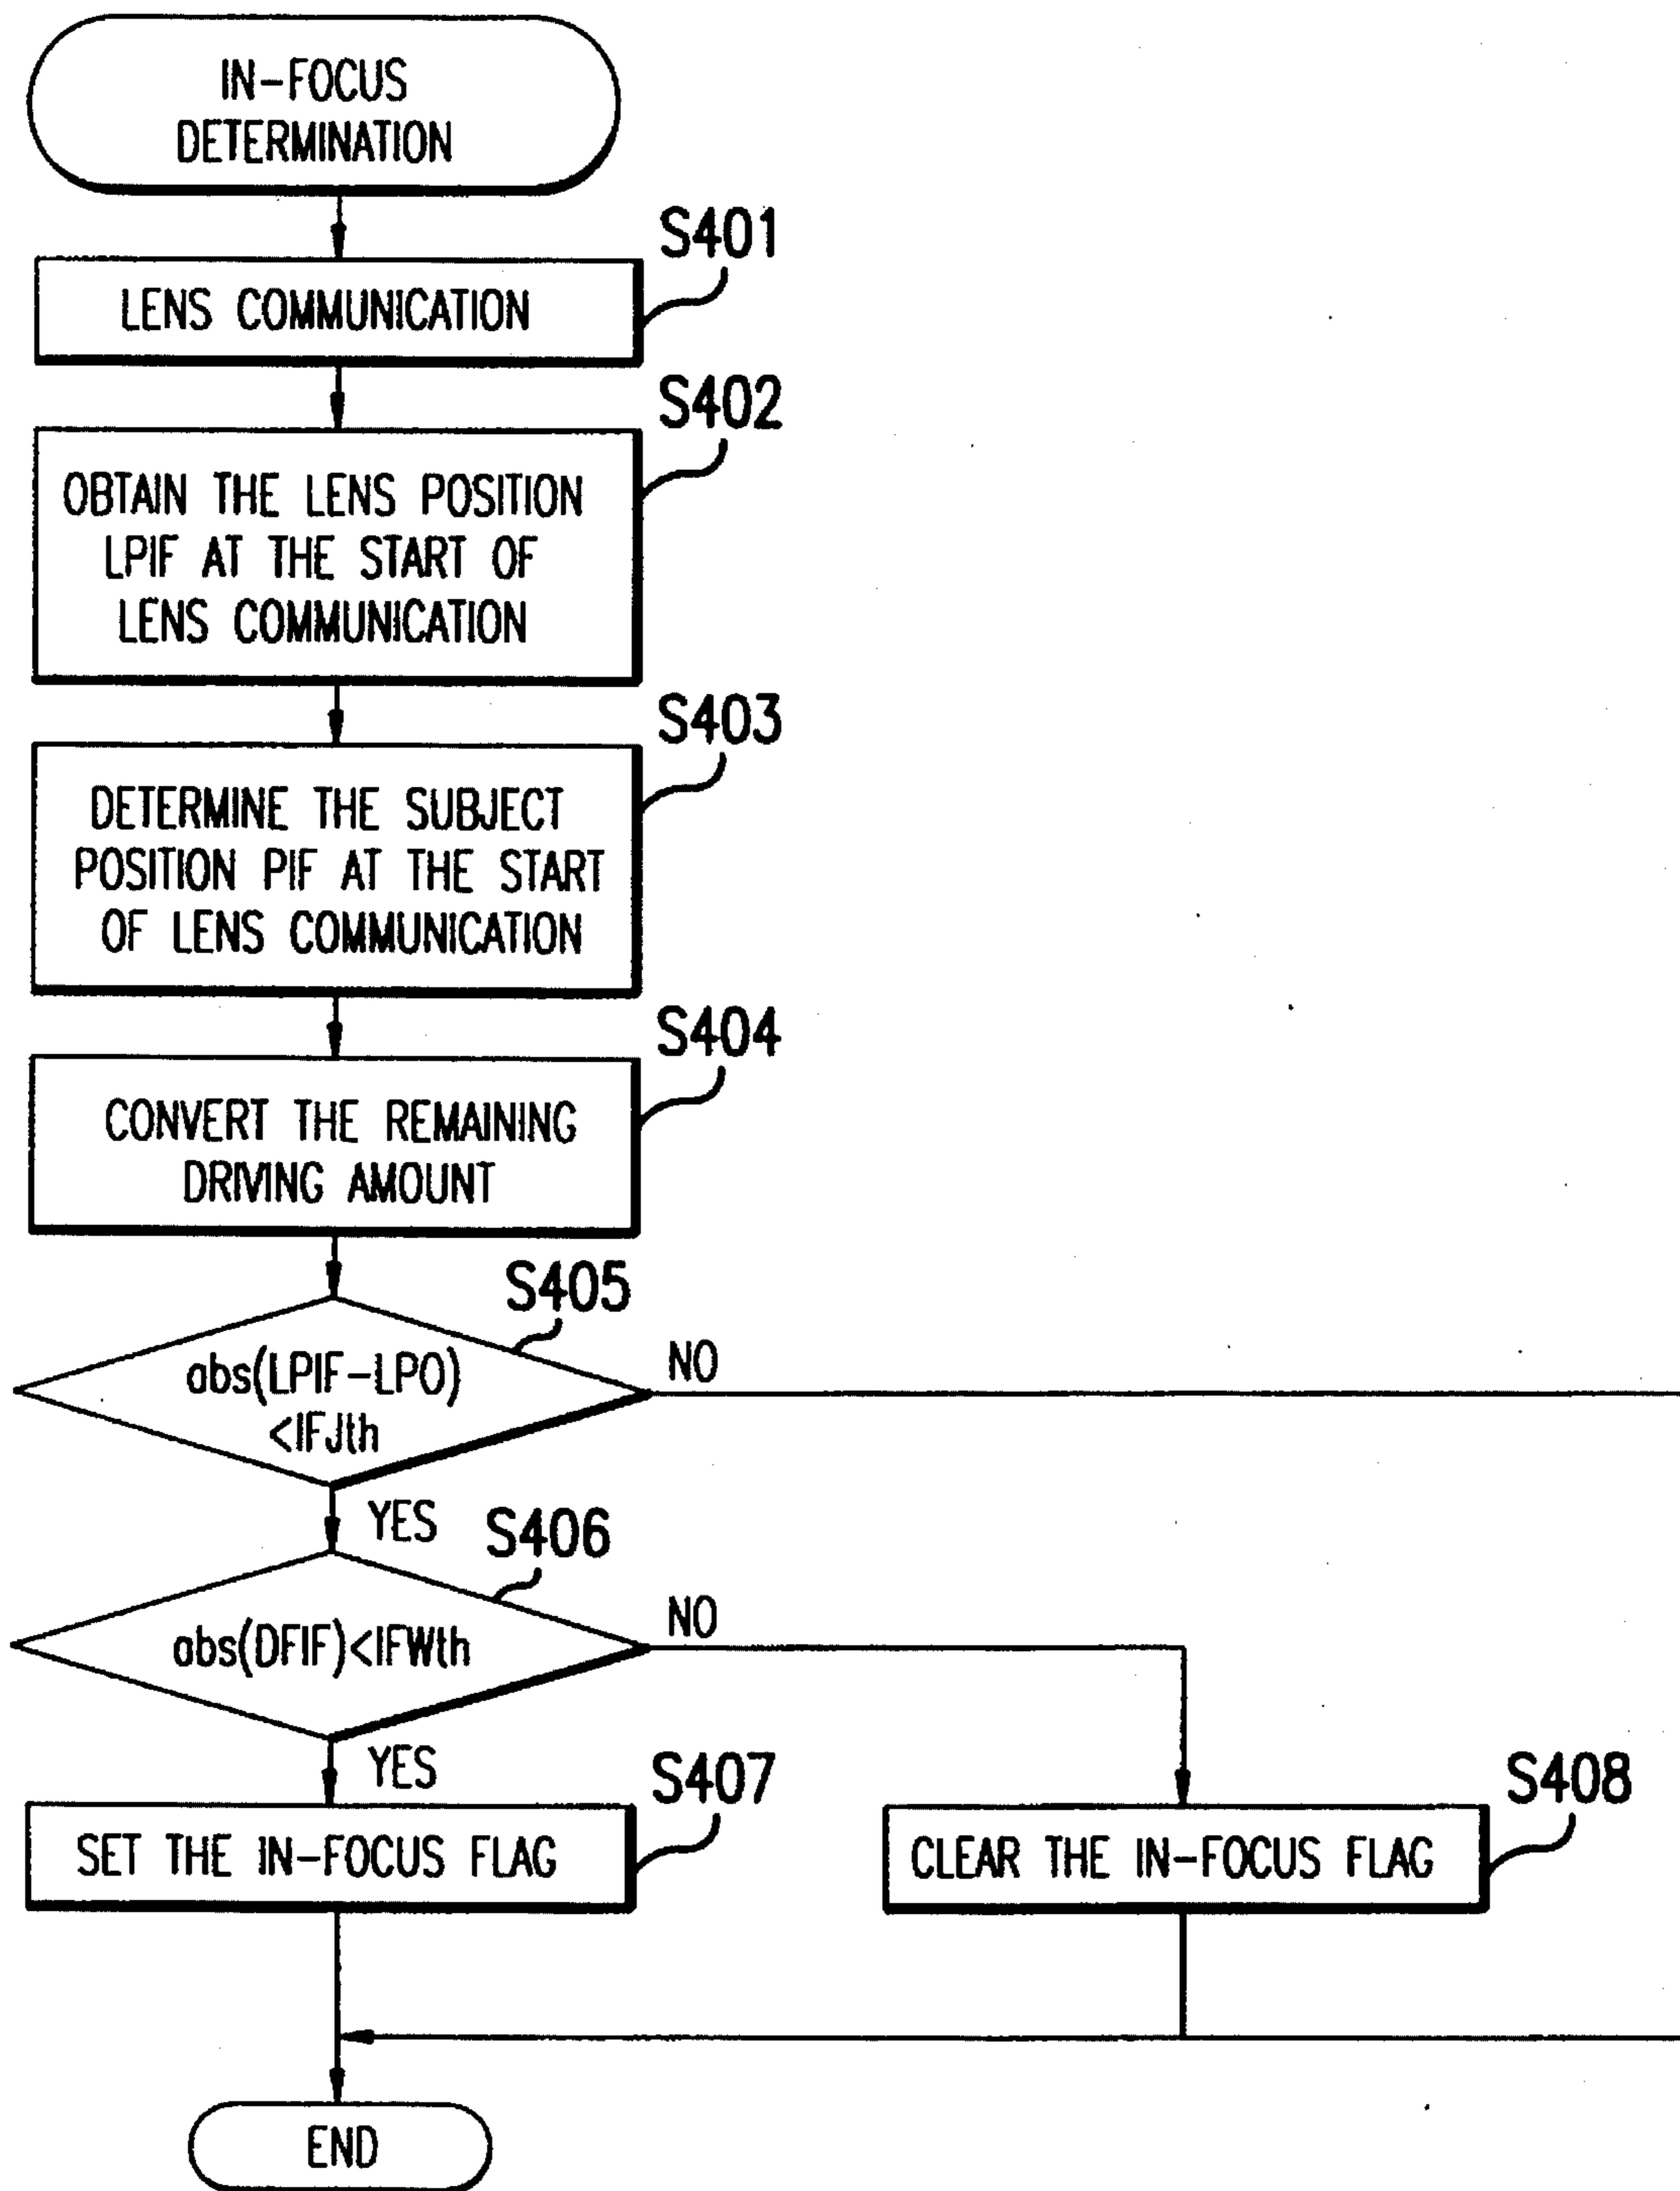 IN-FOCUS
DETERMINATION
S401
LENS COMMUNICATION
S402
OBTAIN THE LENS POSITION
LPIF AT THE START OF
LENS COMMUNICATION
S403
DETERMINE THE SUBJECT
POSITION PIF AT THE START
OF LENS COMMUNICATION
S404
CONVERT THE REMAINING
DRIVING AMOUNT
S405
abs(LPIF-LPO)
<IFJth
NO
YES
S406
abs(DFIF)<IFWth
NO
YES
S407
SET THE IN-FOCUS FLAG
S408
CLEAR THE IN-FOCUS FLAG
END